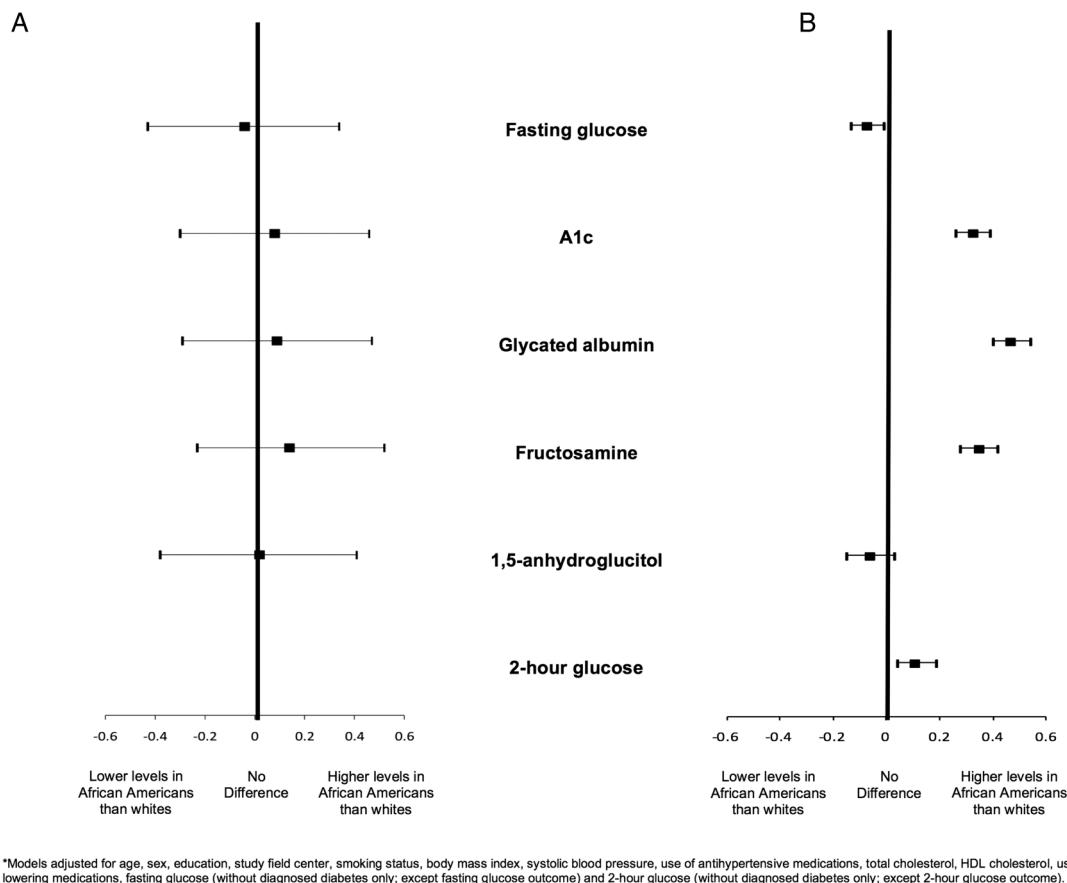 A
B
Fasting glucose
A1c
Glycated albumin
Fructosamine
1,5-anhydroglucitol
2-hour glucose
-0.6 -0.4 -0.2 0 0.2 0.4 0.6
-0.6 -0.4 -0.2 0 0.2 0.4 0.6
Lower levels in
African Americans
than whites
No
Difference
Higher levels in
African Americans
than whites
Lower levels in
African Americans
than whites
No
Difference
Higher levels in
African Americans
than whites
*Models adjusted for age, sex, education, study field center, smoking status, body mass index, systolic blood pressure, use of antihypertensive medications, total cholesterol, HDL cholesterol,
lowering medications, fasting glucose (without diagnosed diabetes only; except fasting glucose outcome) and 2-hour glucose (without diagnosed diabetes only; except 2-hour glucose outcome).